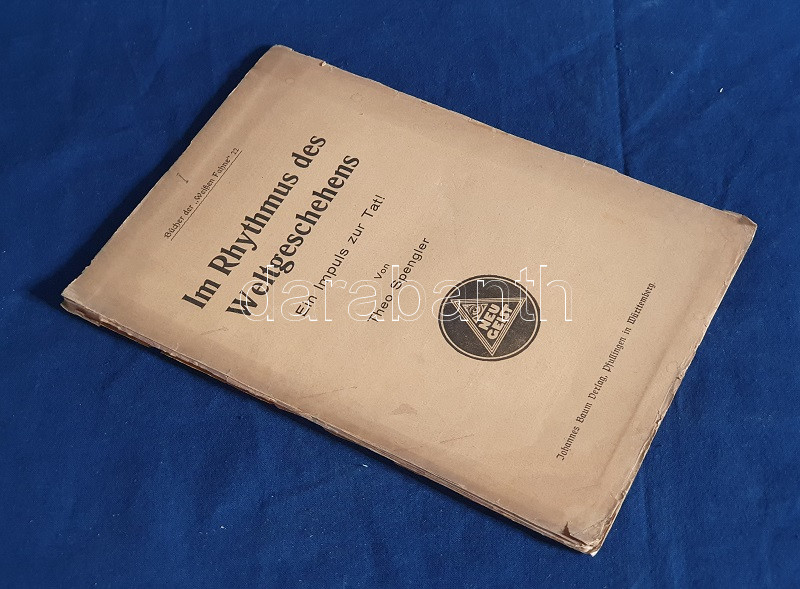 Bücher der „Weißen Fahne“ 22
Im Rhythmus des
Weltgeschehens
Ein Impuls zur Tat!
Von
Theo Spengler
NEU
GEIST
Johannes Baum Verlag, Pfullingen in Württemberg.
darabanth